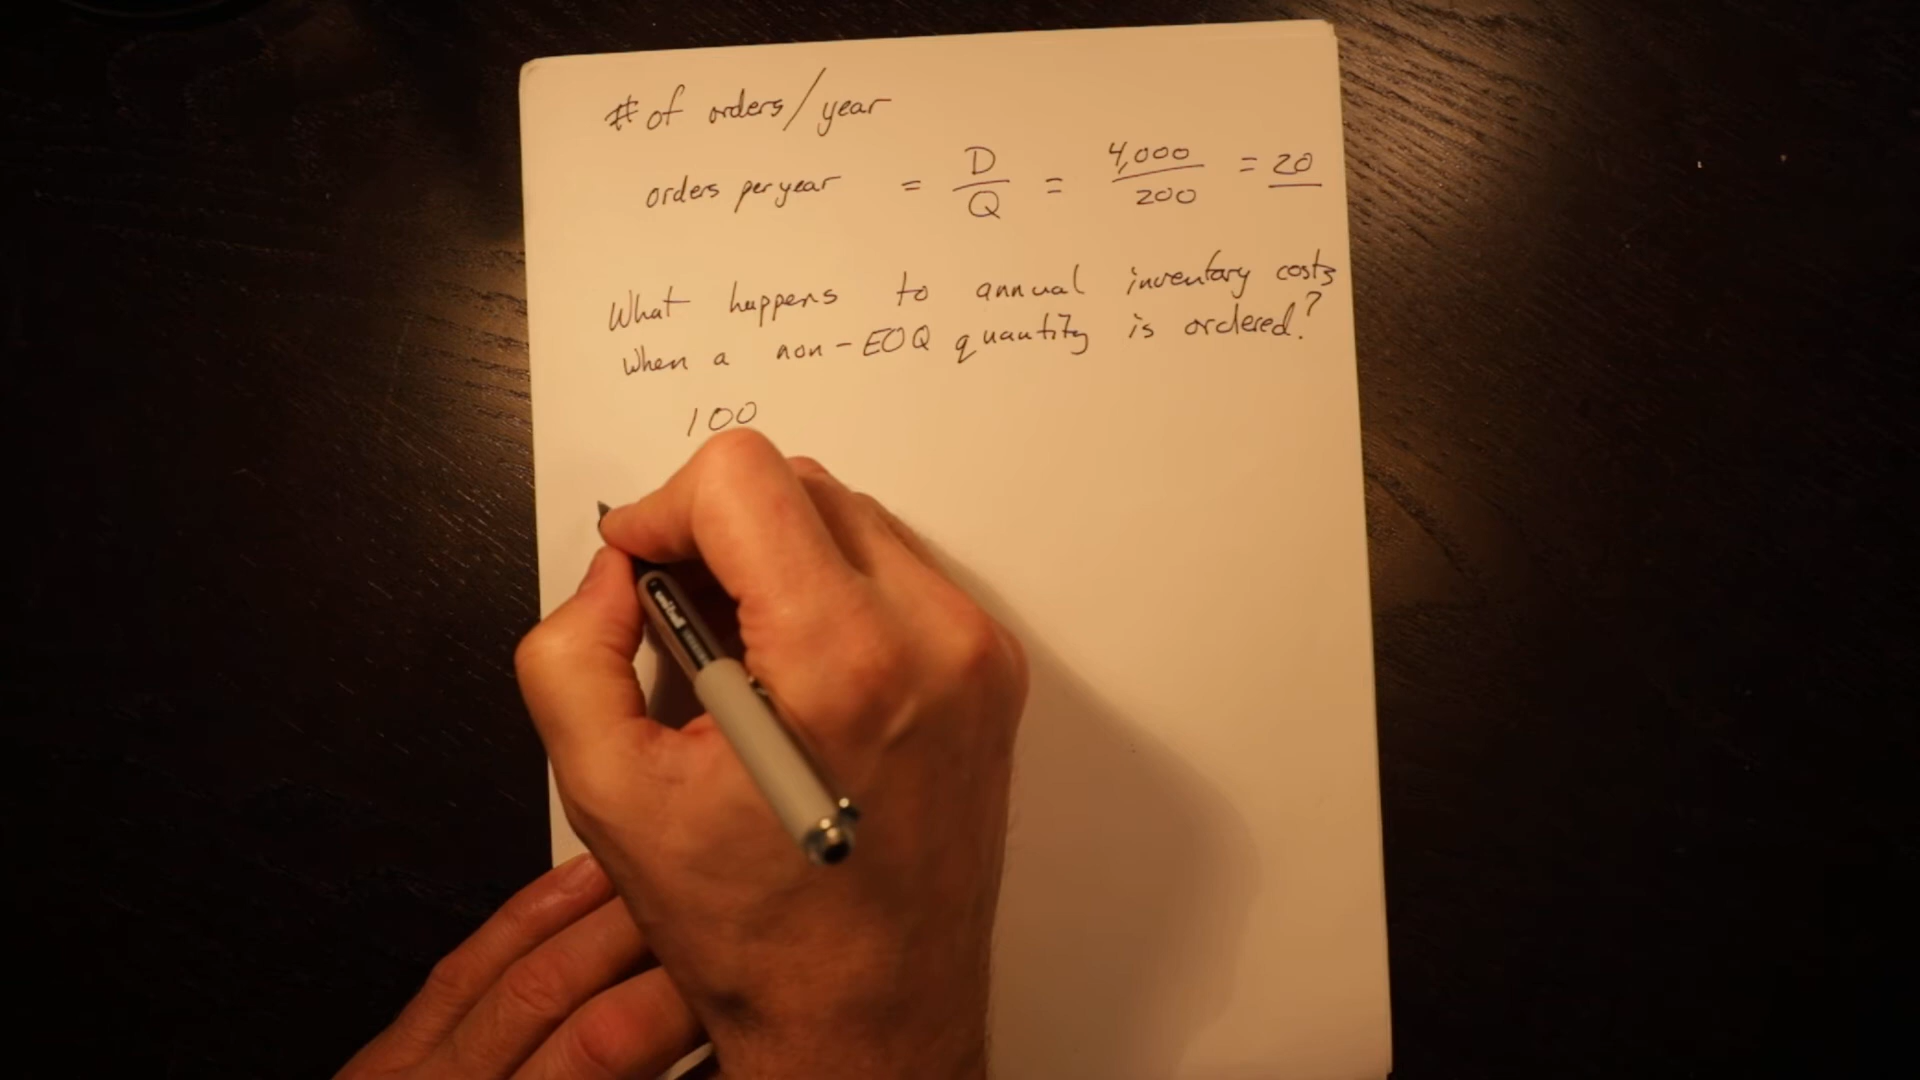 # of orders/year
orders per year = D/Q = 4,000/200 = 20
What happens to annual inventory costs
when a non-EOQ quantity is ordered?
100